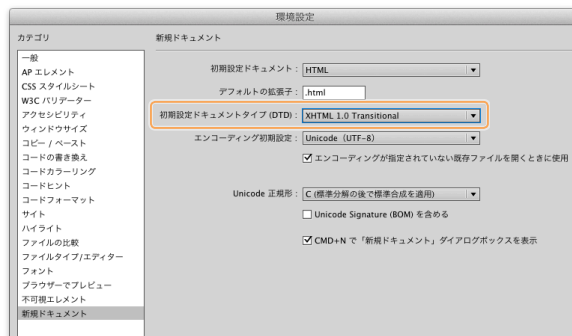 環境設定
カテゴリ
新規ドキュメント
一般
AP エレメント
CSS スタイルシート
W3C バリデーター
アクセシビリティ
ウィンドウサイズ
コピー / ペースト
コードの書き換え
コードカラーリング
コードヒント
コードフォーマット
サイト
ハイライト
ファイルの比較
ファイルタイプ/エディター
フォント
ブラウザーでプレビュー
不可視エレメント
新規ドキュメント
初期設定ドキュメント : HTML
デフォルトの拡張子 : .html
初期設定ドキュメントタイプ (DTD) : XHTML 1.0 Transitional
エンコーディング初期設定 : Unicode (UTF-8)
エンコーディングが指定されていない既存ファイルを開くときに使用
Unicode 正規形 : C (標準分解の後で標準合成を適用)
Unicode Signature (BOM) を含める
CMD+N で「新規ドキュメント」ダイアログボックスを表示